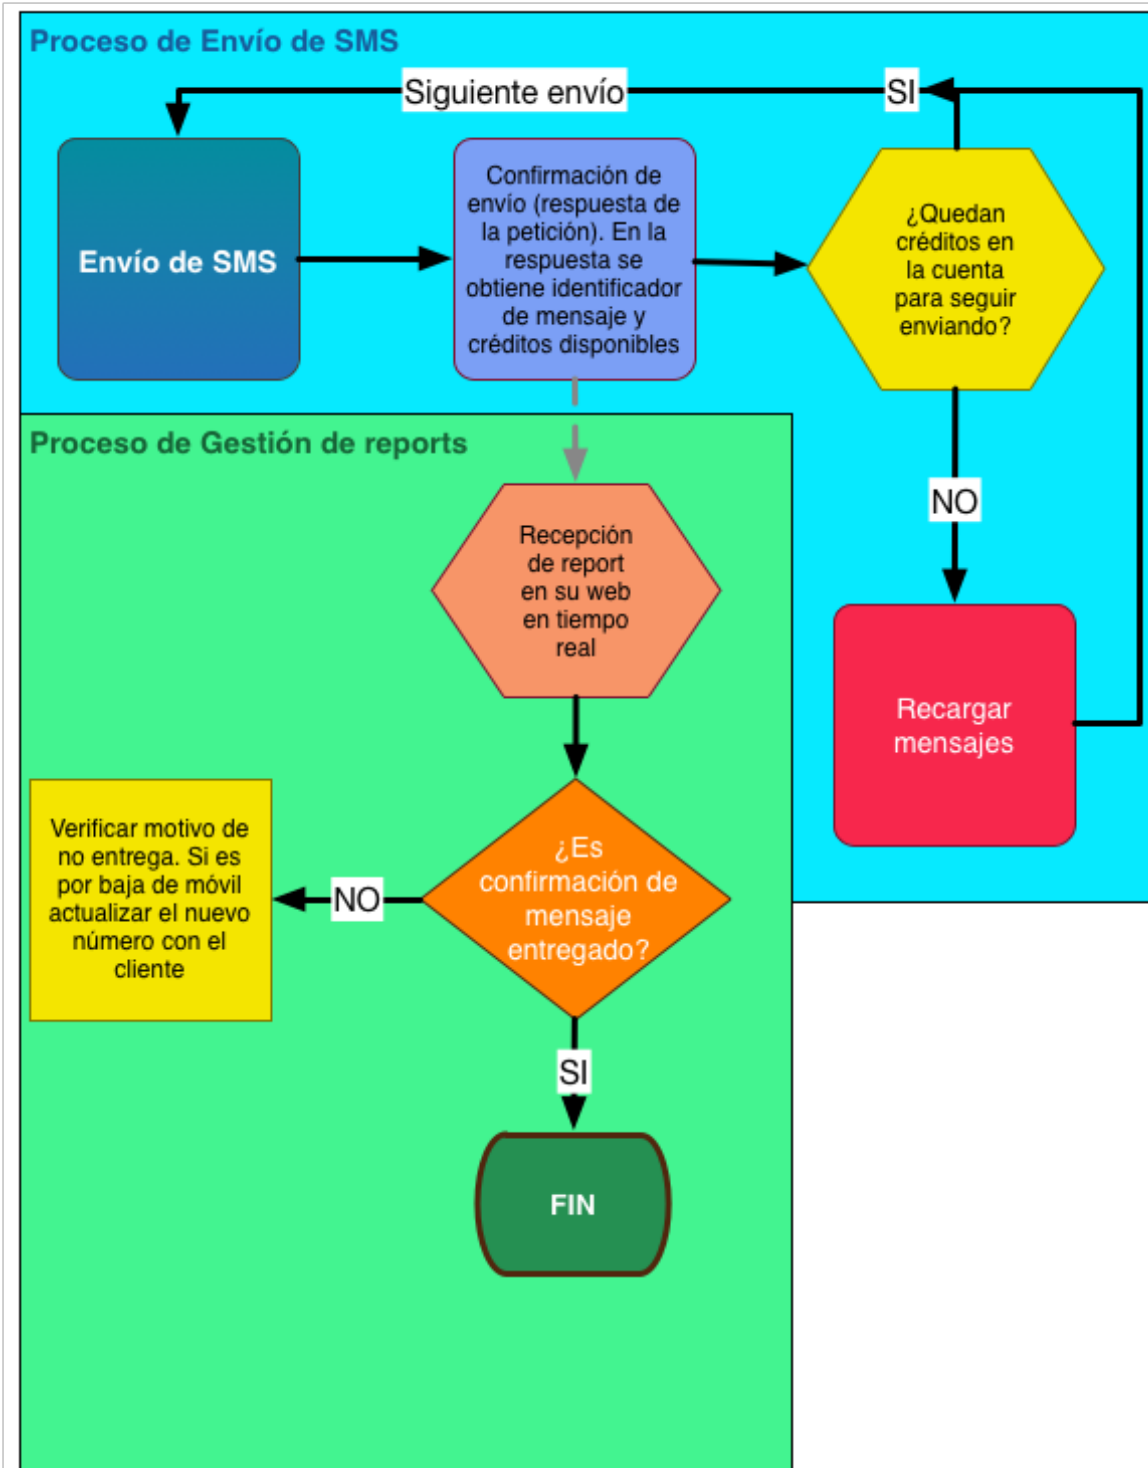 Proceso de Envío de SMS
Siguiente envío
SI
Envío de SMS
Confirmación de
envío (respuesta de
la petición). En la
respuesta se
obtiene identificador
de mensaje y
créditos disponibles
¿Quedan
créditos en
la cuenta
para seguir
enviando?
NO
Recargar
mensajes
Proceso de Gestión de reports
Recepción
de report
en su web
en tiempo
real
¿Es
confirmación de
mensaje
entregado?
NO
Verificar motivo de
no entrega. Si es
por baja de móvil
actualizar el nuevo
número con el
cliente
SI
FIN